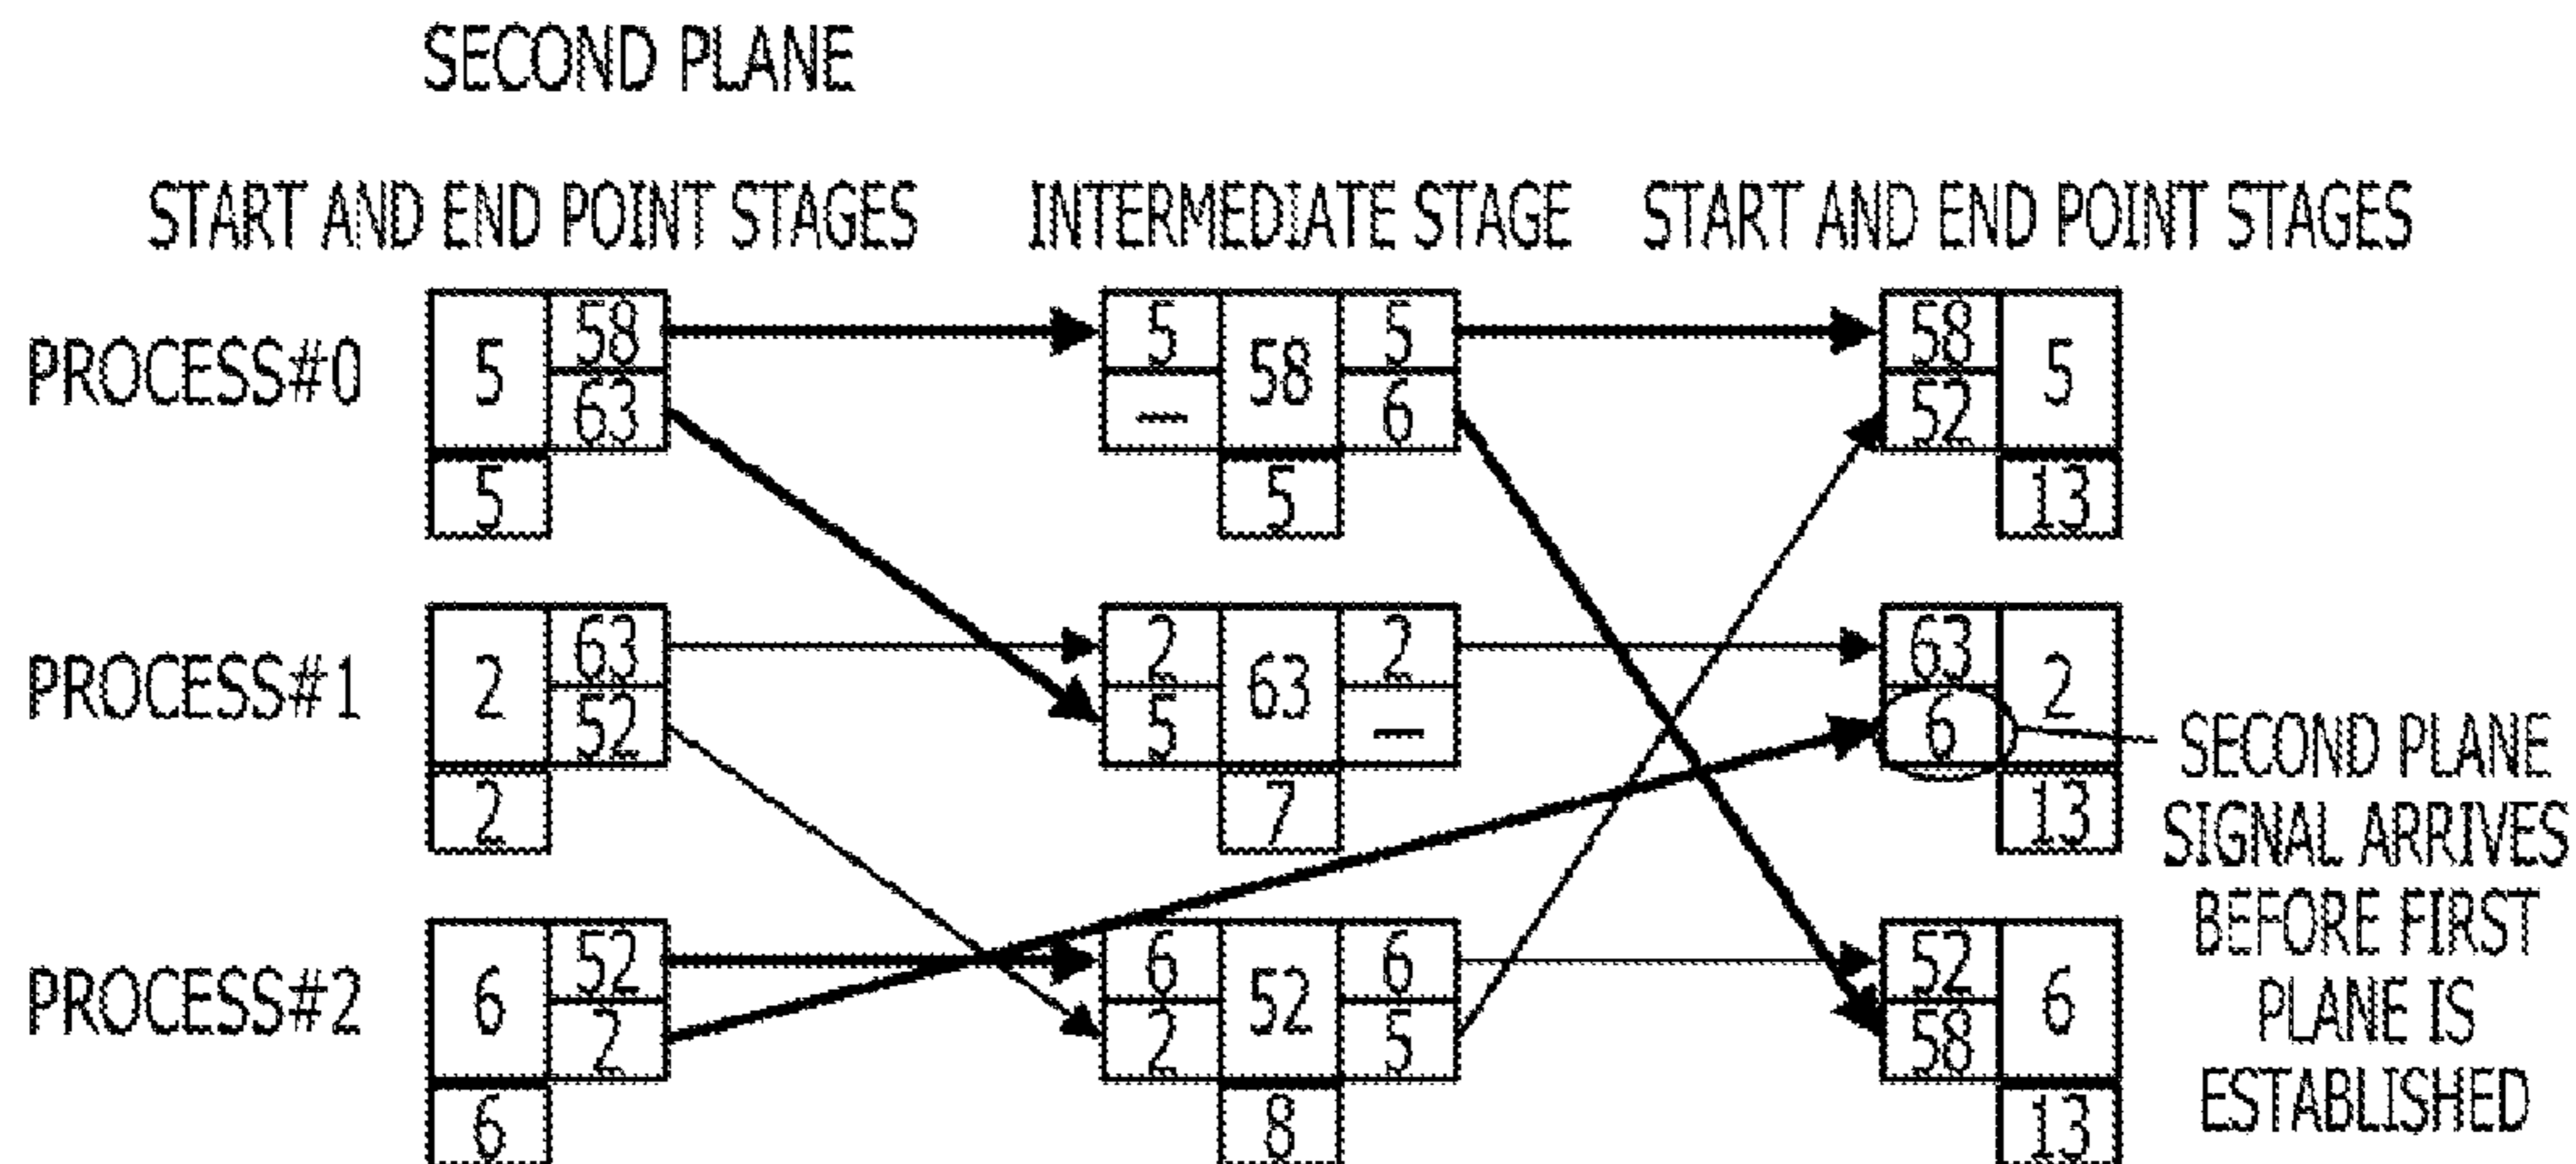 SECOND PLANE
START AND END POINT STAGES INTERMEDIATE STAGE START AND END POINT STAGES
PROCESS#0
5 58 63 5
5 — 58 5 6 5
58 52 5 13
PROCESS#1
2 63 52 2
2 5 63 2 — 7
63 6 2 13
SECOND PLANE
SIGNAL ARRIVES
BEFORE FIRST
PLANE IS
ESTABLISHED
PROCESS#2
6 52 2 6
6 2 52 6 5 8
52 58 6 13